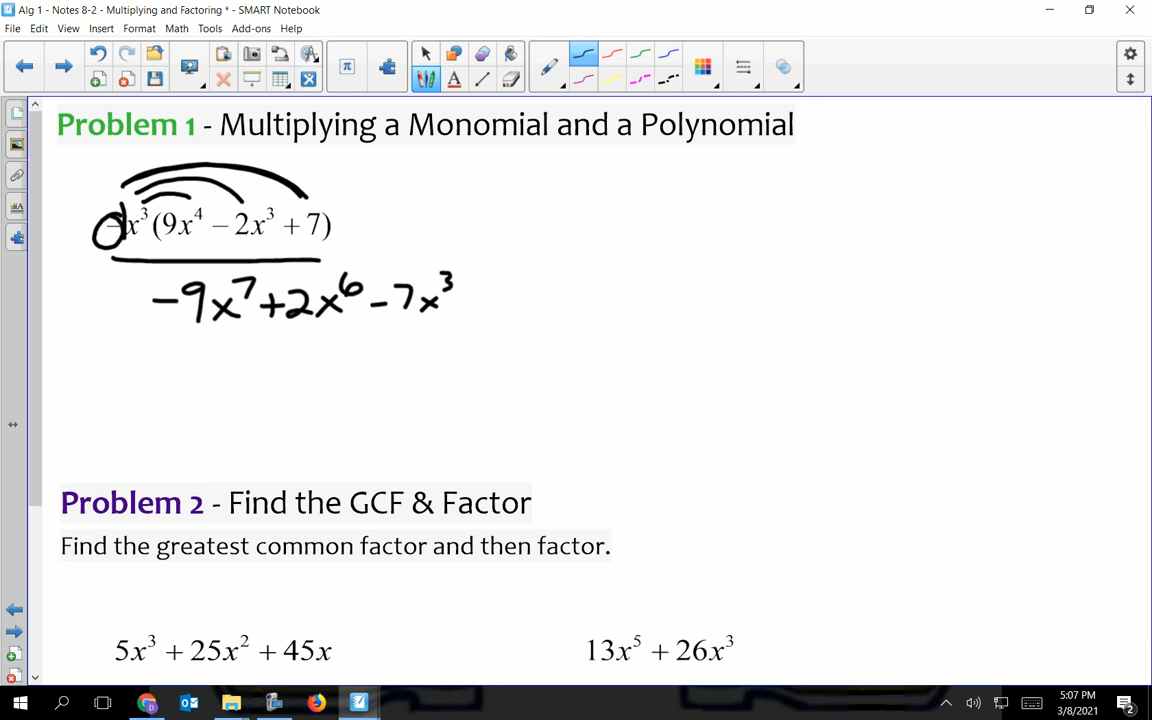 Alg 1 - Notes 8-2 - Multiplying and Factoring * - SMART Notebook
File Edit View Insert Format Math Tools Add-ons Help
Problem 1 - Multiplying a Monomial and a Polynomial
-x³(9x⁴ − 2x³ + 7)
-9x⁷+2x⁶-7x³
Problem 2 - Find the GCF & Factor
Find the greatest common factor and then factor.
5x³ + 25x² + 45x 13x⁵ + 26x³
5:07 PM
3/8/2021
2